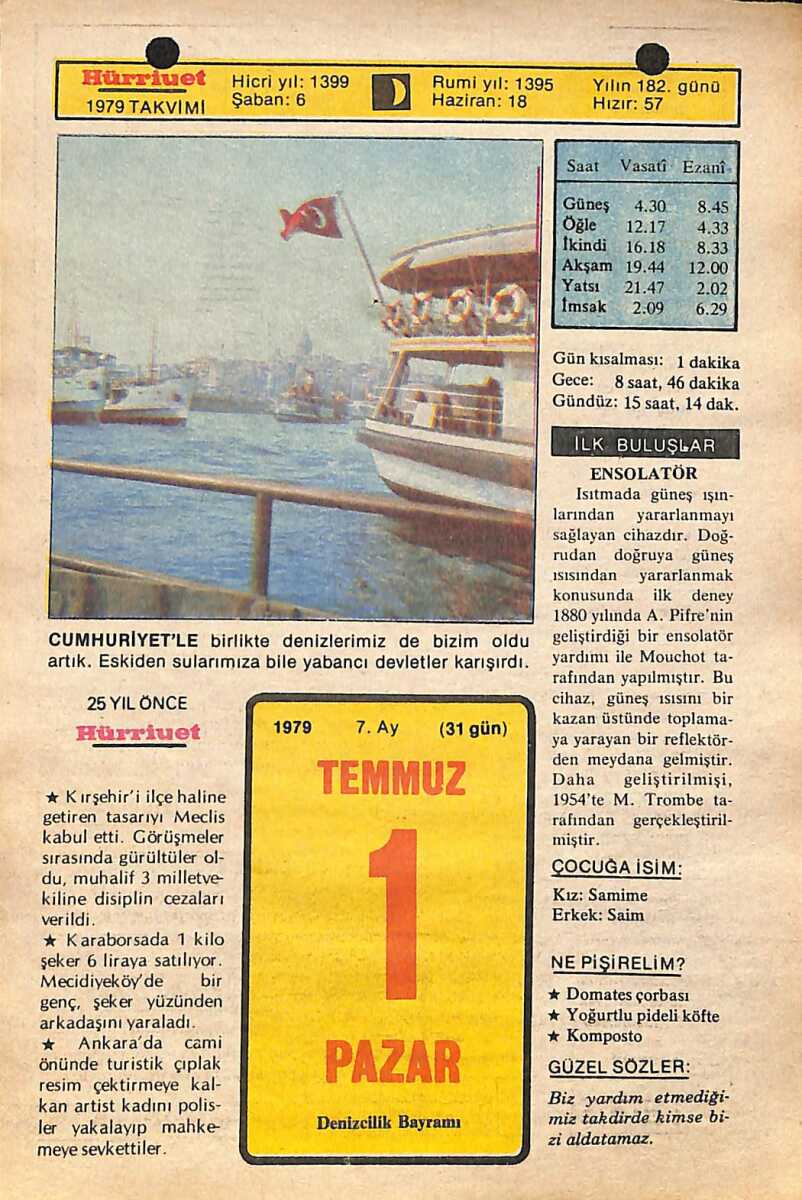 Hürriyet
1979 TAKVİMİ
Hicri yıl: 1399
Şaban: 6
Rumi yıl: 1395
Haziran: 18
Yılın 182. günü
Hızır: 57
Saat Vasatî Ezanî
Güneş 4.30 8.45
Öğle 12.17 4.33
İkindi 16.18 8.33
Akşam 19.44 12.00
Yatsı 21.47 2.02
İmsak 2.09 6.29
Gün kısalması: 1 dakika
Gece: 8 saat, 46 dakika
Gündüz: 15 saat, 14 dak.
CUMHURİYET'LE birlikte denizlerimiz de bizim oldu
artık. Eskiden sularımıza bile yabancı devletler karışırdı.
25 YIL ÖNCE
Hürriyet
★ Kırşehir'i ilçe haline
getiren tasarıyı Meclis
kabul etti. Görüşmeler
sırasında gürültüler ol-
du, muhalif 3 milletve-
kiline disiplin cezaları
verildi.
★ Karaborsada 1 kilo
şeker 6 liraya satılıyor.
Mecidiyeköy'de bir
genç, şeker yüzünden
arkadaşını yaraladı.
★ Ankara'da cami
önünde turistik çıplak
resim çektirmeye kal-
kan artist kadını polis-
ler yakalayıp mahke-
meye sevkettiler.
1979 7. Ay (31 gün)
TEMMUZ
1
PAZAR
Denizcilik Bayramı
İLK BULUŞLAR
ENSOLATÖR
Isıtmada güneş ışın-
larından yararlanmayı
sağlayan cihazdır. Doğ-
rudan doğruya güneş
ısısından yararlanmak
konusunda ilk deney
1880 yılında A. Pifre'nin
geliştirdiği bir ensolatör
yardımı ile Mouchot ta-
rafından yapılmıştır. Bu
cihaz, güneş ısısını bir
kazan üstünde toplama-
ya yarayan bir reflektör-
den meydana gelmiştir.
Daha geliştirilmişi,
1954'te M. Trombe ta-
rafından gerçekleştiril-
miştir.
ÇOCUĞA İSİM:
Kız: Samime
Erkek: Saim
NE PİŞİRELİM?
★ Domates çorbası
★ Yoğurtlu pideli köfte
★ Komposto
GÜZEL SÖZLER:
Biz yardım etmediği-
miz takdirde kimse bi-
zi aldatamaz.